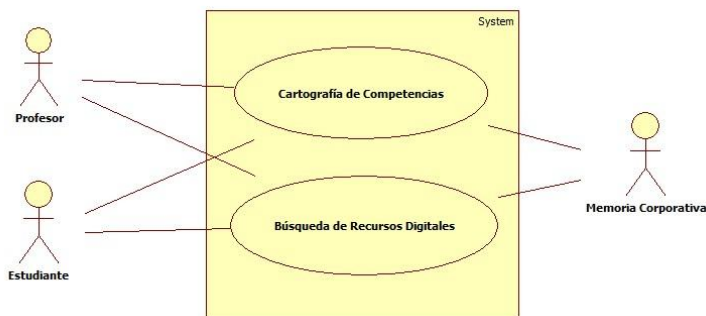 System
Profesor
Cartografía de Competencias
Memoria Corporativa
Búsqueda de Recursos Digitales
Estudiante